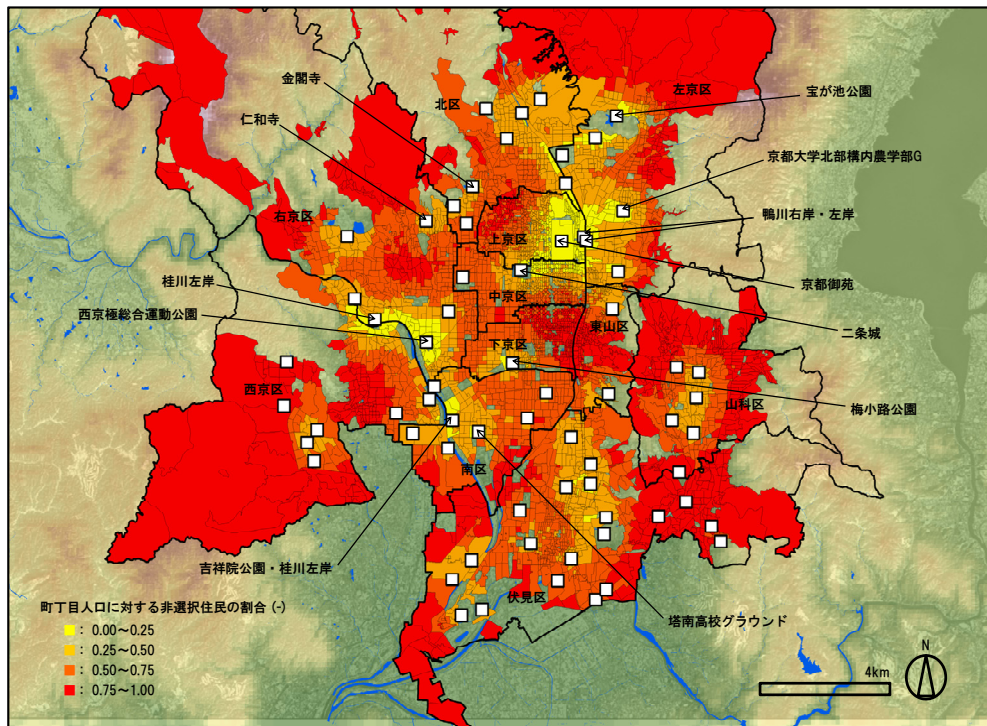 金閣寺
北区
左京区
宝が池公園
仁和寺
京都大学北部構内農学部G
右京区
鴨川右岸・左岸
上京区
桂川左岸
京都御苑
中京区
西京極総合運動公園
東山区
二条城
下京区
西京区
山科区
梅小路公園
南区
吉祥院公園・桂川左岸
伏見区
塔南高校グラウンド
町丁目人口に対する非選択住民の割合 (-)
: 0.00～0.25
: 0.25～0.50
: 0.50～0.75
: 0.75～1.00
N
4km